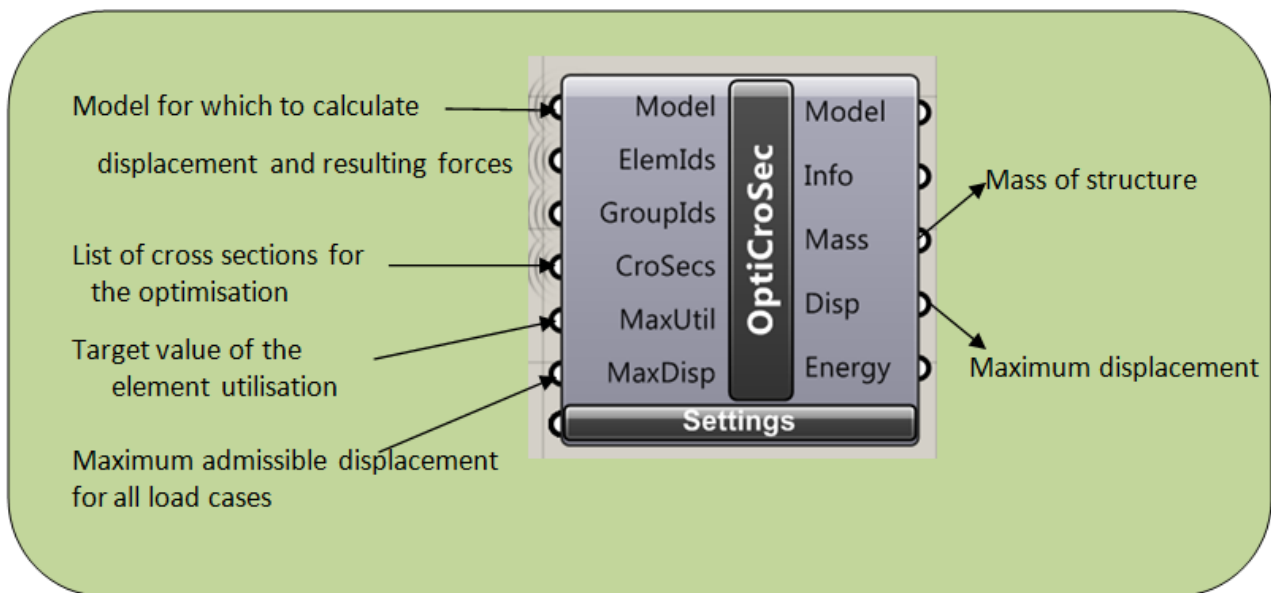 Model for which to calculate
displacement and resulting forces
List of cross sections for
the optimisation
Target value of the
element utilisation
Maximum admissible displacement
for all load cases
Model
ElemIds
GroupIds
CroSecs
MaxUtil
MaxDisp
OptiCroSec
Model
Info
Mass
Disp
Energy
Settings
Mass of structure
Maximum displacement